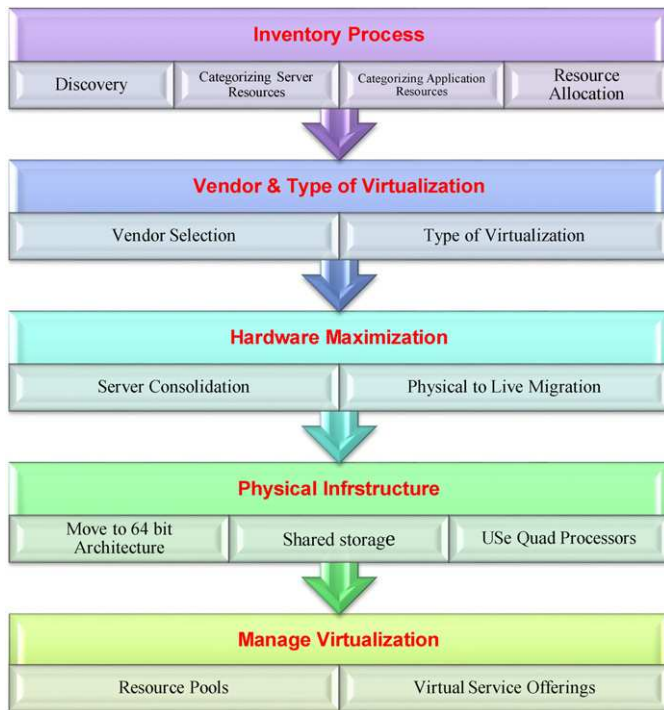 Inventory Process
Discovery
Categorizing Server
Resources
Categorizing Application
Resources
Resource
Allocation
Vendor & Type of Virtualization
Vendor Selection
Type of Virtualization
Hardware Maximization
Server Consolidation
Physical to Live Migration
Physical Infrstructure
Move to 64 bit
Architecture
Shared storage
USe Quad Processors
Manage Virtualization
Resource Pools
Virtual Service Offerings